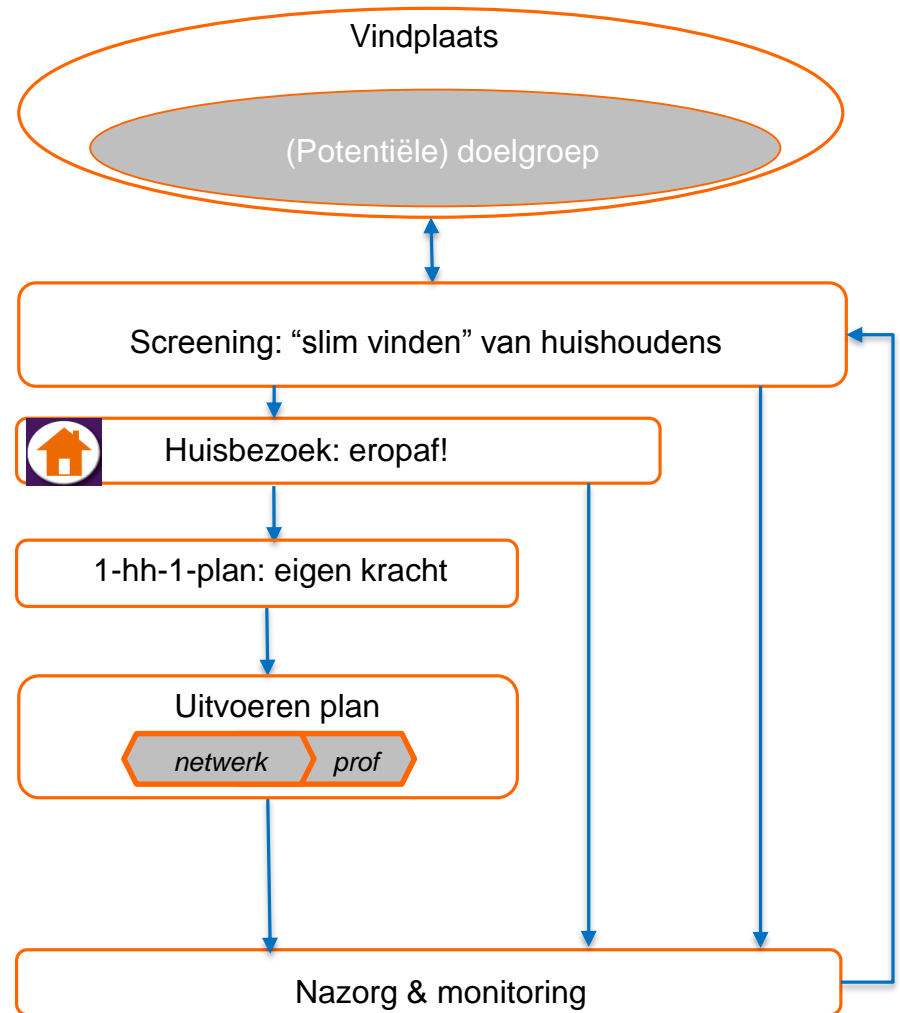 Vindplaats
(Potentiële) doelgroep
Screening: “slim vinden” van huishoudens
Huisbezoek: eropaf!
1-hh-1-plan: eigen kracht
Uitvoeren plan
netwerk prof
Nazorg & monitoring